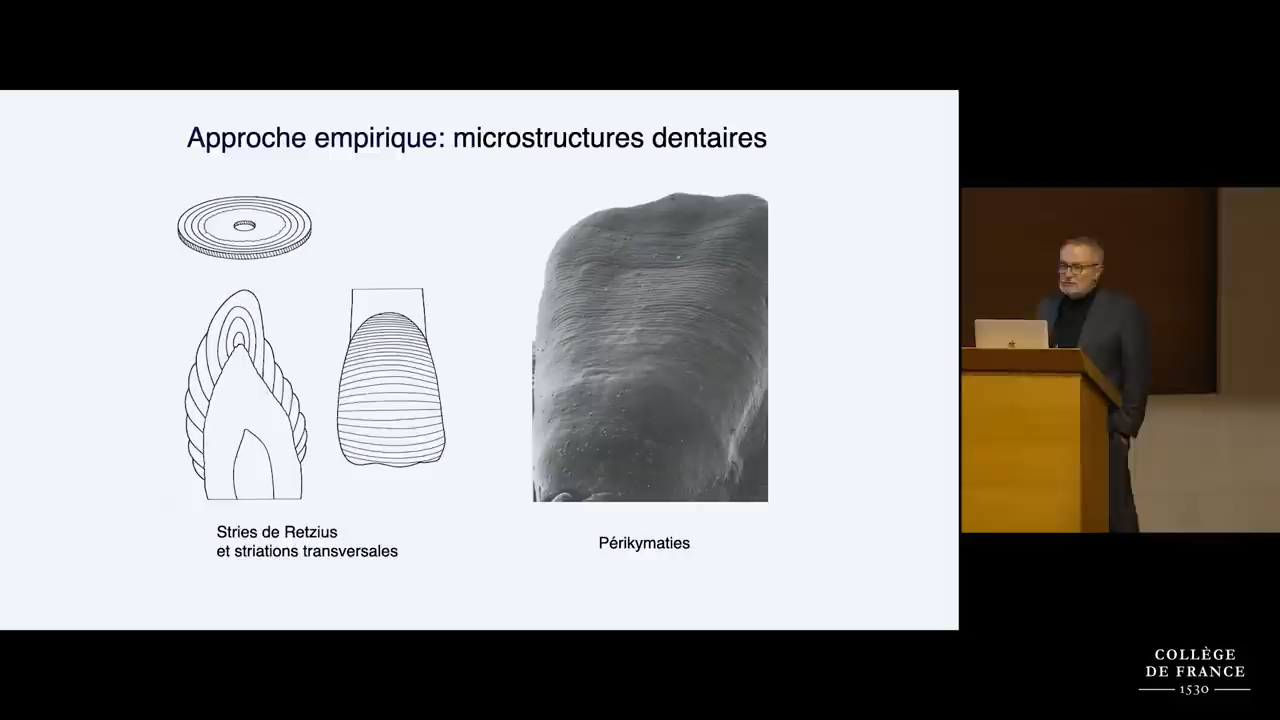 Approche empirique: microstructures dentaires
Stries de Retzius
et striations transversales
Périkymaties
COLLÈGE
DE FRANCE
1530